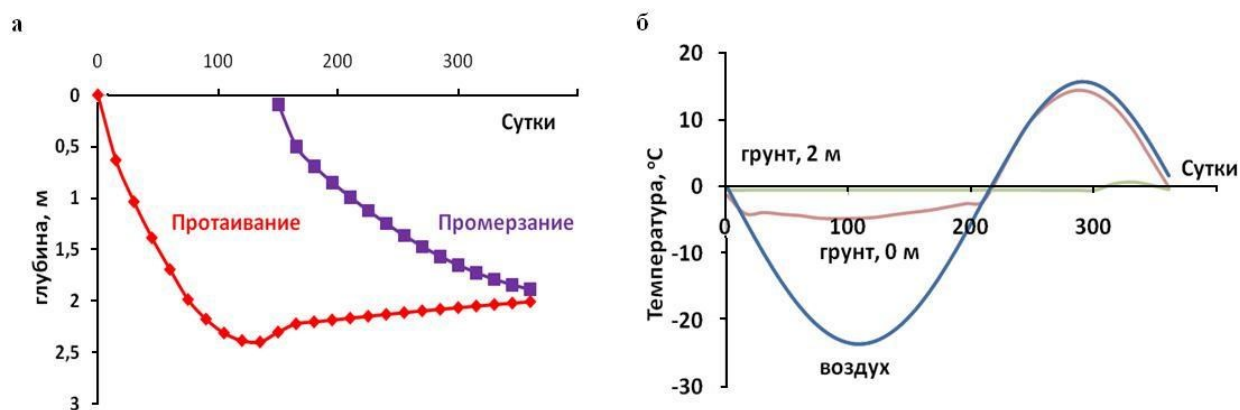 а
0 100 200 300
0
Сутки
0,5
1
Протаивание Промерзание
1,5
2
2,5
3
глубина, м
б
20
10
грунт, 2 м
Сутки
0
0 100 200 300
грунт, 0 м
-10
-20
воздух
-30
Температура, °С